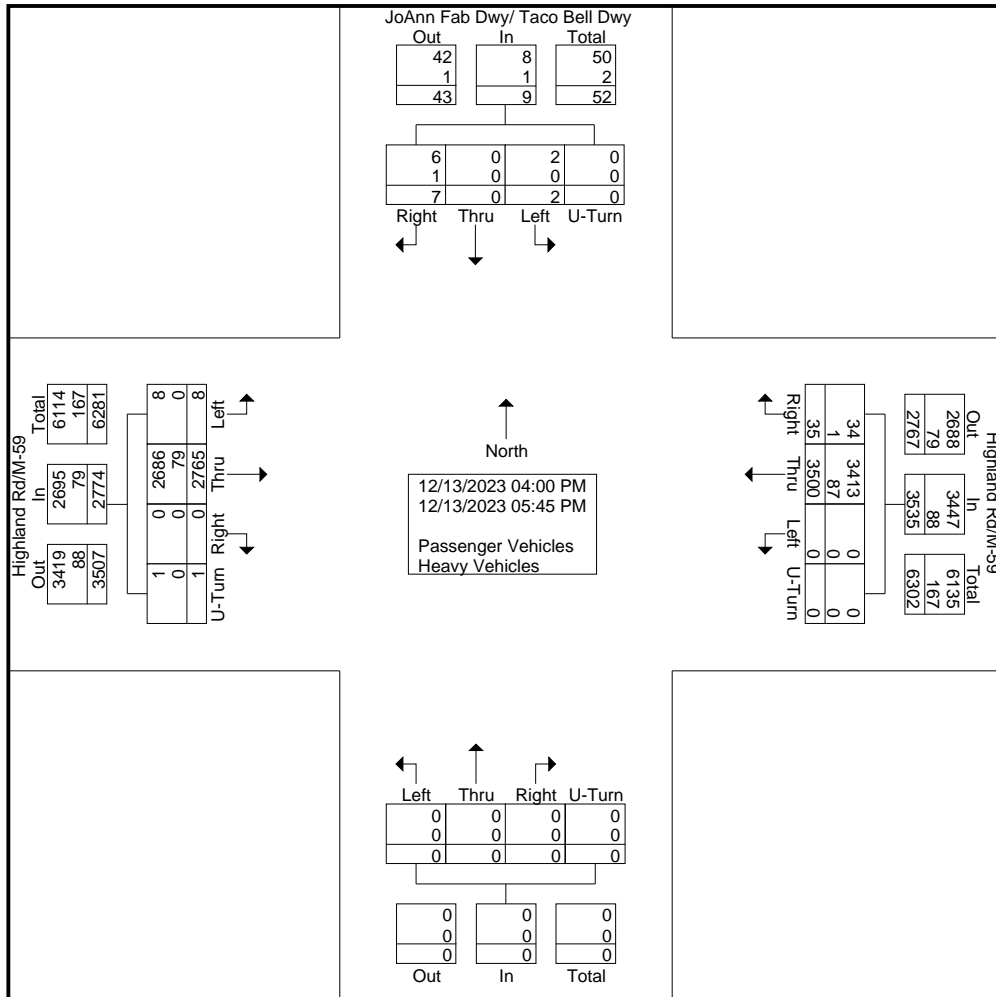 JoAnn Fab Dwy/ Taco Bell Dwy
Out In Total
42 8 50
1 1 2
43 9 52
6 0 2 0
1 0 0 0
7 0 2 0
Right Thru Left U-Turn
Highland Rd/M-59
Total In Out
6114 2695 3419
167 79 88
6281 2774 3507
8 2686 0 1
0 79 0 0
8 2765 0 1
Left Thru Right U-Turn
North
12/13/2023 04:00 PM
12/13/2023 05:45 PM
Passenger Vehicles
Heavy Vehicles
Highland Rd/M-59
Out In Total
2688 3447 6135
79 88 167
2767 3535 6302
34 3413 0 0
1 87 0 0
35 3500 0 0
Right Thru Left U-Turn
Left Thru Right U-Turn
0 0 0 0
0 0 0 0
0 0 0 0
0 0 0
0 0 0
0 0 0
Out In Total